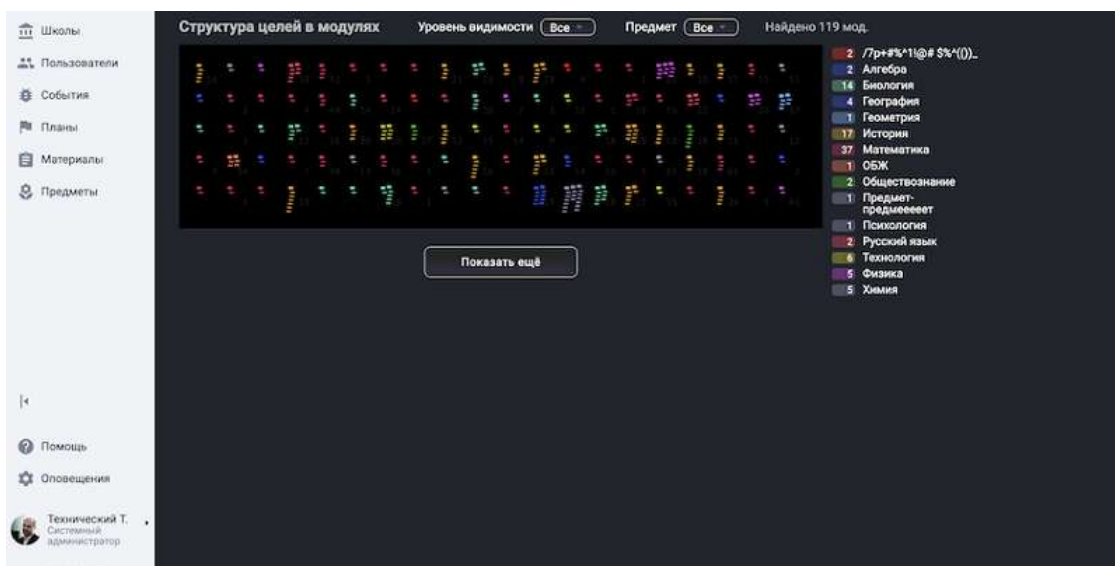 Школы
Пользователи
События
Планы
Материалы
Предметы
Помощь
Оповещения
Технический Т.
Системный
администратор
Структура целей в модулях
Уровень видимости Все
Предмет Все
Найдено 119 мод.
Показать ещё
2 /7р+#%^1!@# $%^(())_
2 Алгебра
14 Биология
4 География
1 Геометрия
17 История
37 Математика
1 ОБЖ
2 Обществознание
1 Предмет-
предмееееет
1 Психология
2 Русский язык
6 Технология
5 Физика
5 Химия